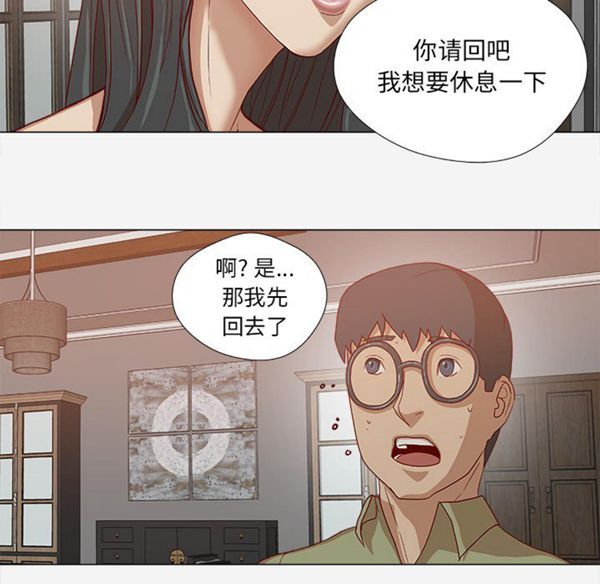 你请回吧
我想要休息一下
啊? 是...
那我先
回去了